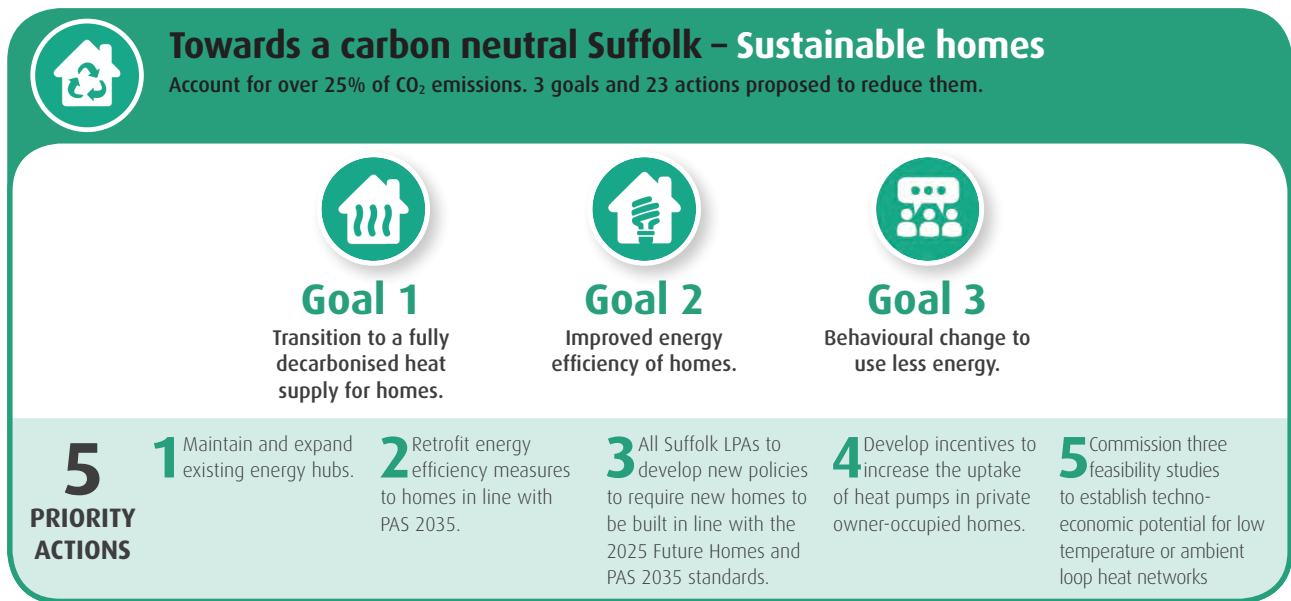 Towards a carbon neutral Suffolk – Sustainable homes
Account for over 25% of CO₂ emissions. 3 goals and 23 actions proposed to reduce them.
Goal 1
Transition to a fully
decarbonised heat
supply for homes.
Goal 2
Improved energy
efficiency of homes.
Goal 3
Behavioural change to
use less energy.
5
PRIORITY
ACTIONS
1 Maintain and expand
existing energy hubs.
2 Retrofit energy
efficiency measures
to homes in line with
PAS 2035.
3 All Suffolk LPAs to
develop new policies
to require new homes to
be built in line with the
2025 Future Homes and
PAS 2035 standards.
4 Develop incentives to
increase the uptake
of heat pumps in private
owner-occupied homes.
5 Commission three
feasibility studies
to establish techno-
economic potential for low
temperature or ambient
loop heat networks